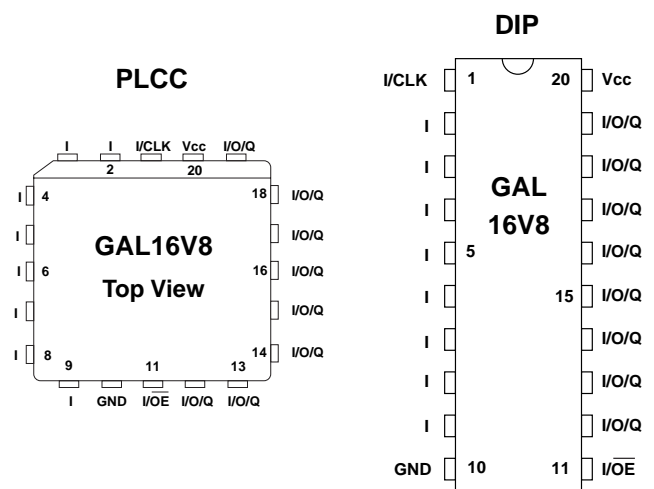 PLCC
I I I/CLK Vcc I/O/Q
2 20
I 4 18 I/O/Q
I I/O/Q
I 6 16 I/O/Q
I I/O/Q
I 8 14 I/O/Q
GAL16V8
Top View
9 11 13
I GND I/OE I/O/Q I/O/Q
DIP
I/CLK 1 20 Vcc
I I/O/Q
I I/O/Q
I I/O/Q
I 5 I/O/Q
I 15 I/O/Q
I I/O/Q
I I/O/Q
I I/O/Q
GND 10 11 I/OE
GAL
16V8